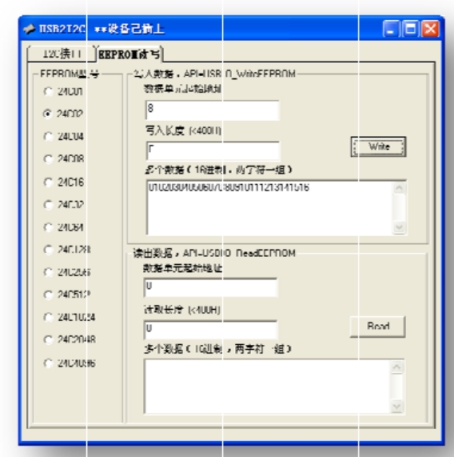 USB2I2C **设备已插上
I2C接口 EEPROM读写
EEPROM型号
24C01
24C02
24C04
24C08
24C16
24C32
24C64
24C128
24C256
24C512
24C1024
24C2048
24C4096
写入数据，API=USBIO_WriteEEPROM
数据单元起始地址
8
写入长度 (<400H)
F
Write
多个数据(16进制，两字符一组)
读出数据，API=USBIO_ReadEEPROM
数据单元起始地址
0
读取长度 (<400H)
0
Read
多个数据(16进制，两字符一组)